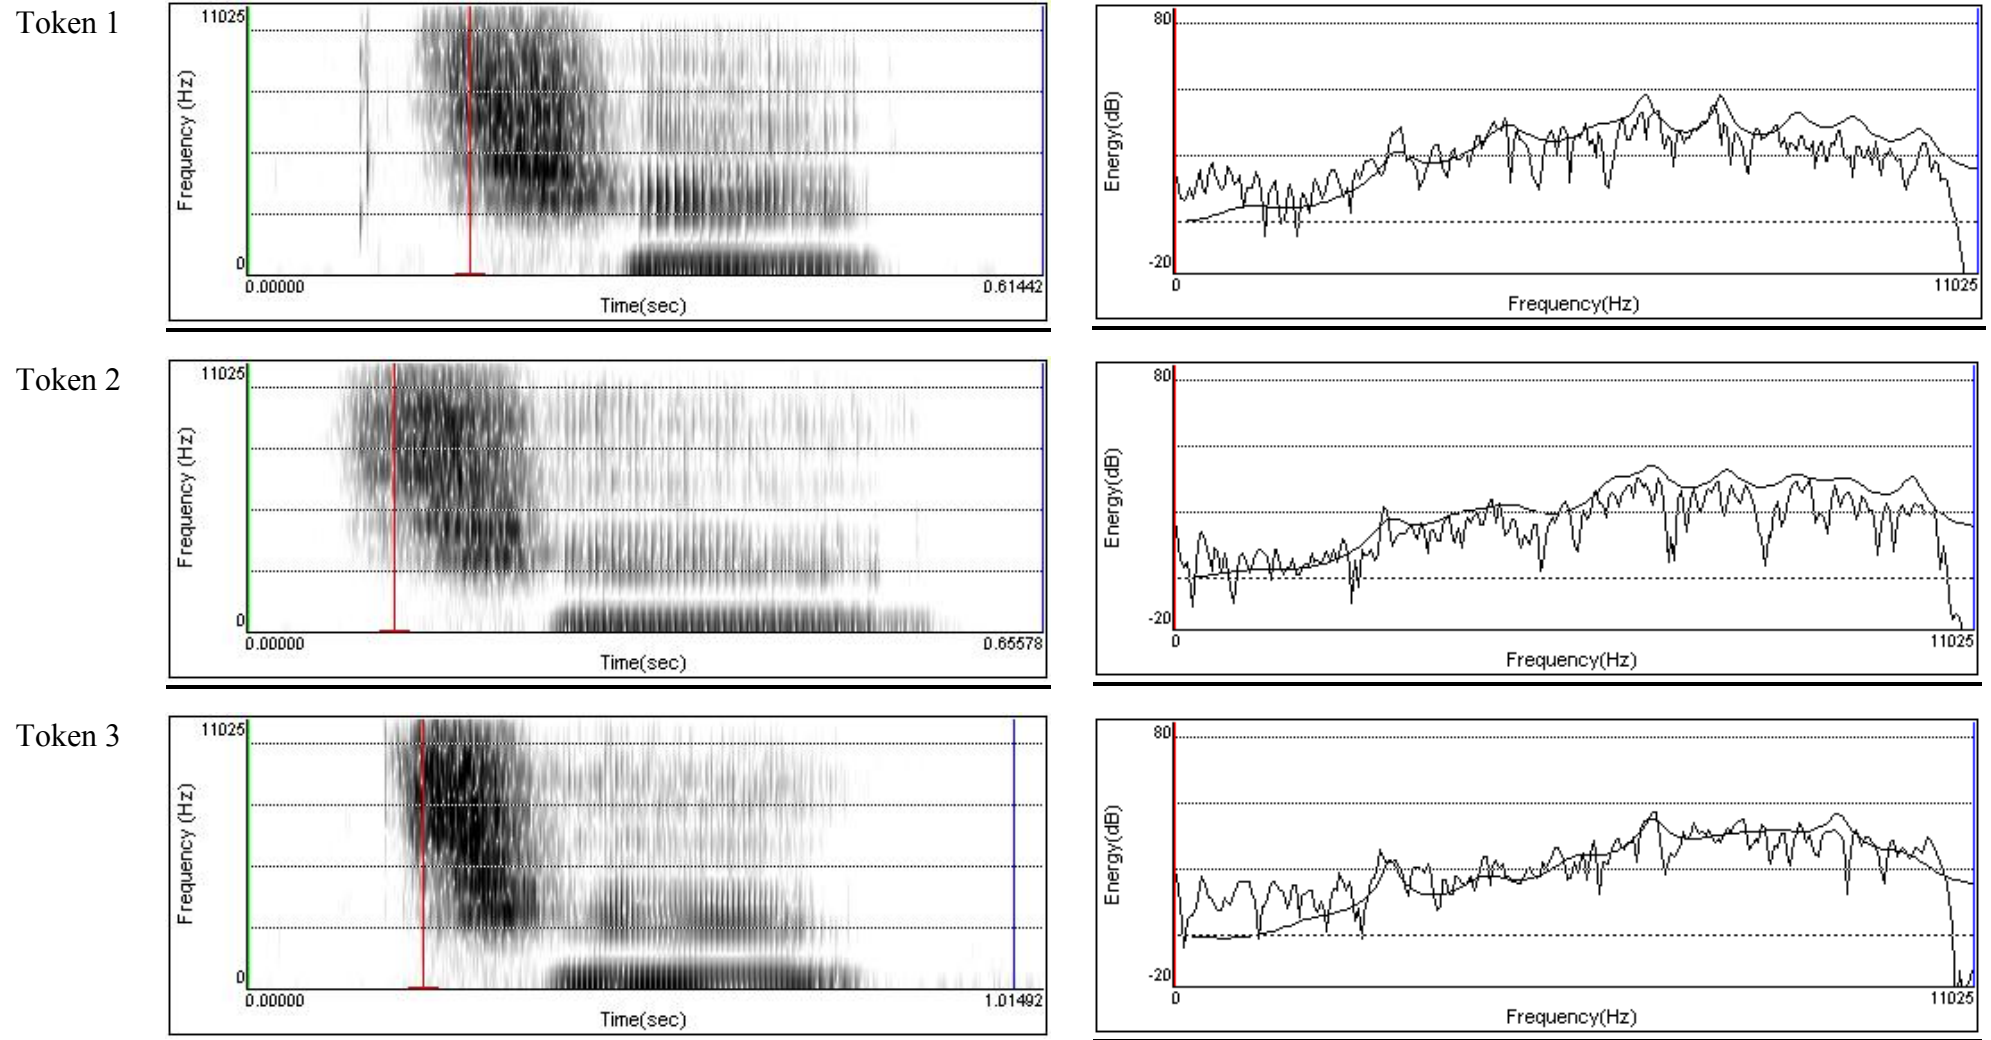 Token 1
11025
Frequency (Hz)
0
0.00000
0.61442
Time(sec)
80
Energy(dB)
-20
0
11025
Frequency(Hz)
Token 2
11025
Frequency (Hz)
0
0.00000
0.65578
Time(sec)
80
Energy(dB)
-20
0
11025
Frequency(Hz)
Token 3
11025
Frequency (Hz)
0
0.00000
1.01492
Time(sec)
80
Energy(dB)
-20
0
11025
Frequency(Hz)